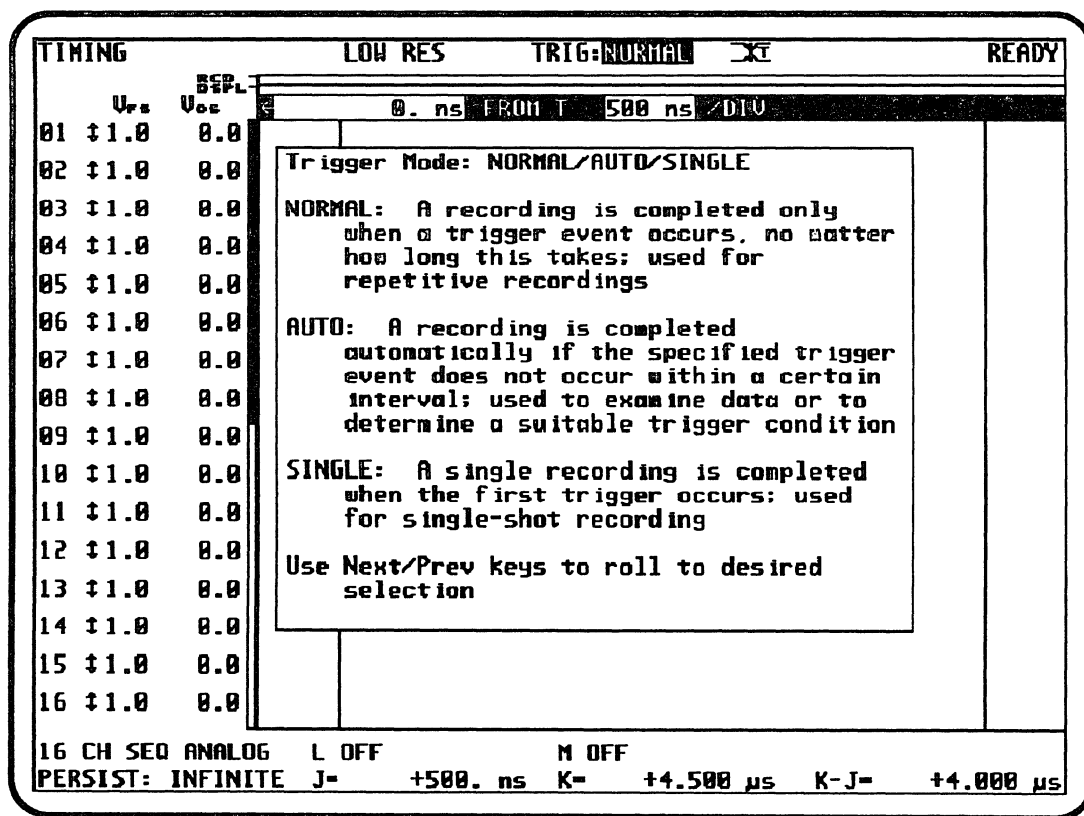 TIMING LOW RES TRIG:NORMAL XT READY
RCD
DSPL
VFS VOS C 0. ns FROM T 500 ns /DIV
01 ↕1.0 0.0
02 ↕1.0 0.0
03 ↕1.0 0.0
04 ↕1.0 0.0
05 ↕1.0 0.0
06 ↕1.0 0.0
07 ↕1.0 0.0
08 ↕1.0 0.0
09 ↕1.0 0.0
10 ↕1.0 0.0
11 ↕1.0 0.0
12 ↕1.0 0.0
13 ↕1.0 0.0
14 ↕1.0 0.0
15 ↕1.0 0.0
16 ↕1.0 0.0
Trigger Mode: NORMAL/AUTO/SINGLE
NORMAL: A recording is completed only
when a trigger event occurs, no matter
how long this takes; used for
repetitive recordings
AUTO: A recording is completed
automatically if the specified trigger
event does not occur within a certain
interval; used to examine data or to
determine a suitable trigger condition
SINGLE: A single recording is completed
when the first trigger occurs; used
for single-shot recording
Use Next/Prev keys to roll to desired
selection
16 CH SEQ ANALOG L OFF M OFF
PERSIST: INFINITE J= +500. ns K= +4.500 µs K-J= +4.000 µs